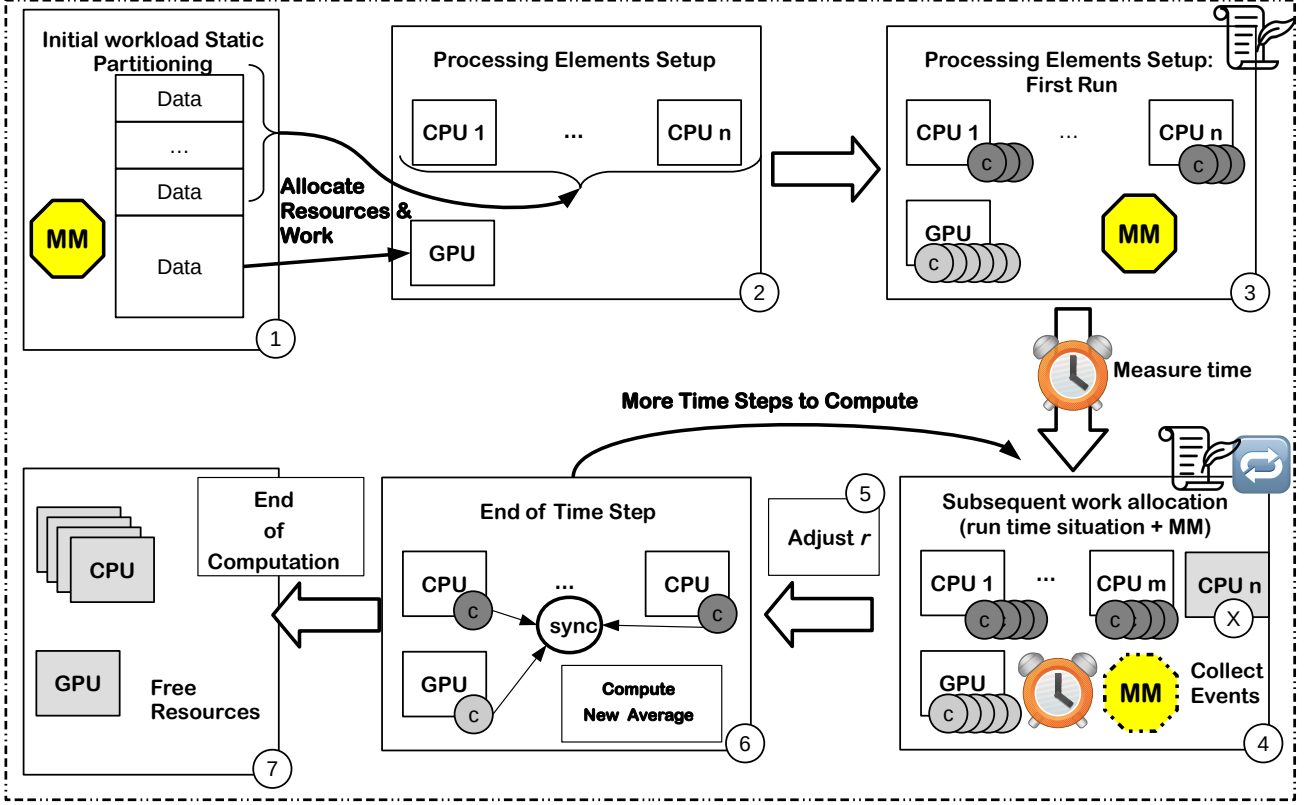 Initial workload Static
Partitioning
Data
...
Data
Data
MM
1
Allocate
Resources &
Work
Processing Elements Setup
CPU 1
...
CPU n
GPU
2
Processing Elements Setup:
First Run
CPU 1
...
CPU n
c
c
GPU
c
MM
3
Measure time
More Time Steps to Compute
Subsequent work allocation
(run time situation + MM)
CPU 1
...
CPU m
CPU n
c
c
X
GPU
c
MM
Collect
Events
4
5
Adjust r
End of Time Step
CPU
...
CPU
c
c
sync
GPU
c
Compute
New Average
6
End
of
Computation
CPU
GPU
Free
Resources
7